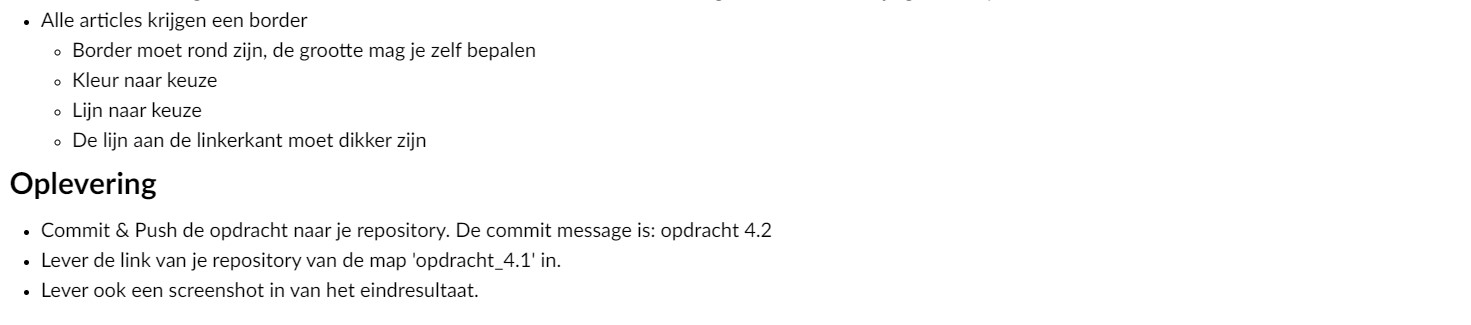 Alle articles krijgen een border
Border moet rond zijn, de grootte mag je zelf bepalen
Kleur naar keuze
Lijn naar keuze
De lijn aan de linkerkant moet dikker zijn
Oplevering
Commit & Push de opdracht naar je repository. De commit message is: opdracht 4.2
Lever de link van je repository van de map 'opdracht_4.1' in.
Lever ook een screenshot in van het eindresultaat.